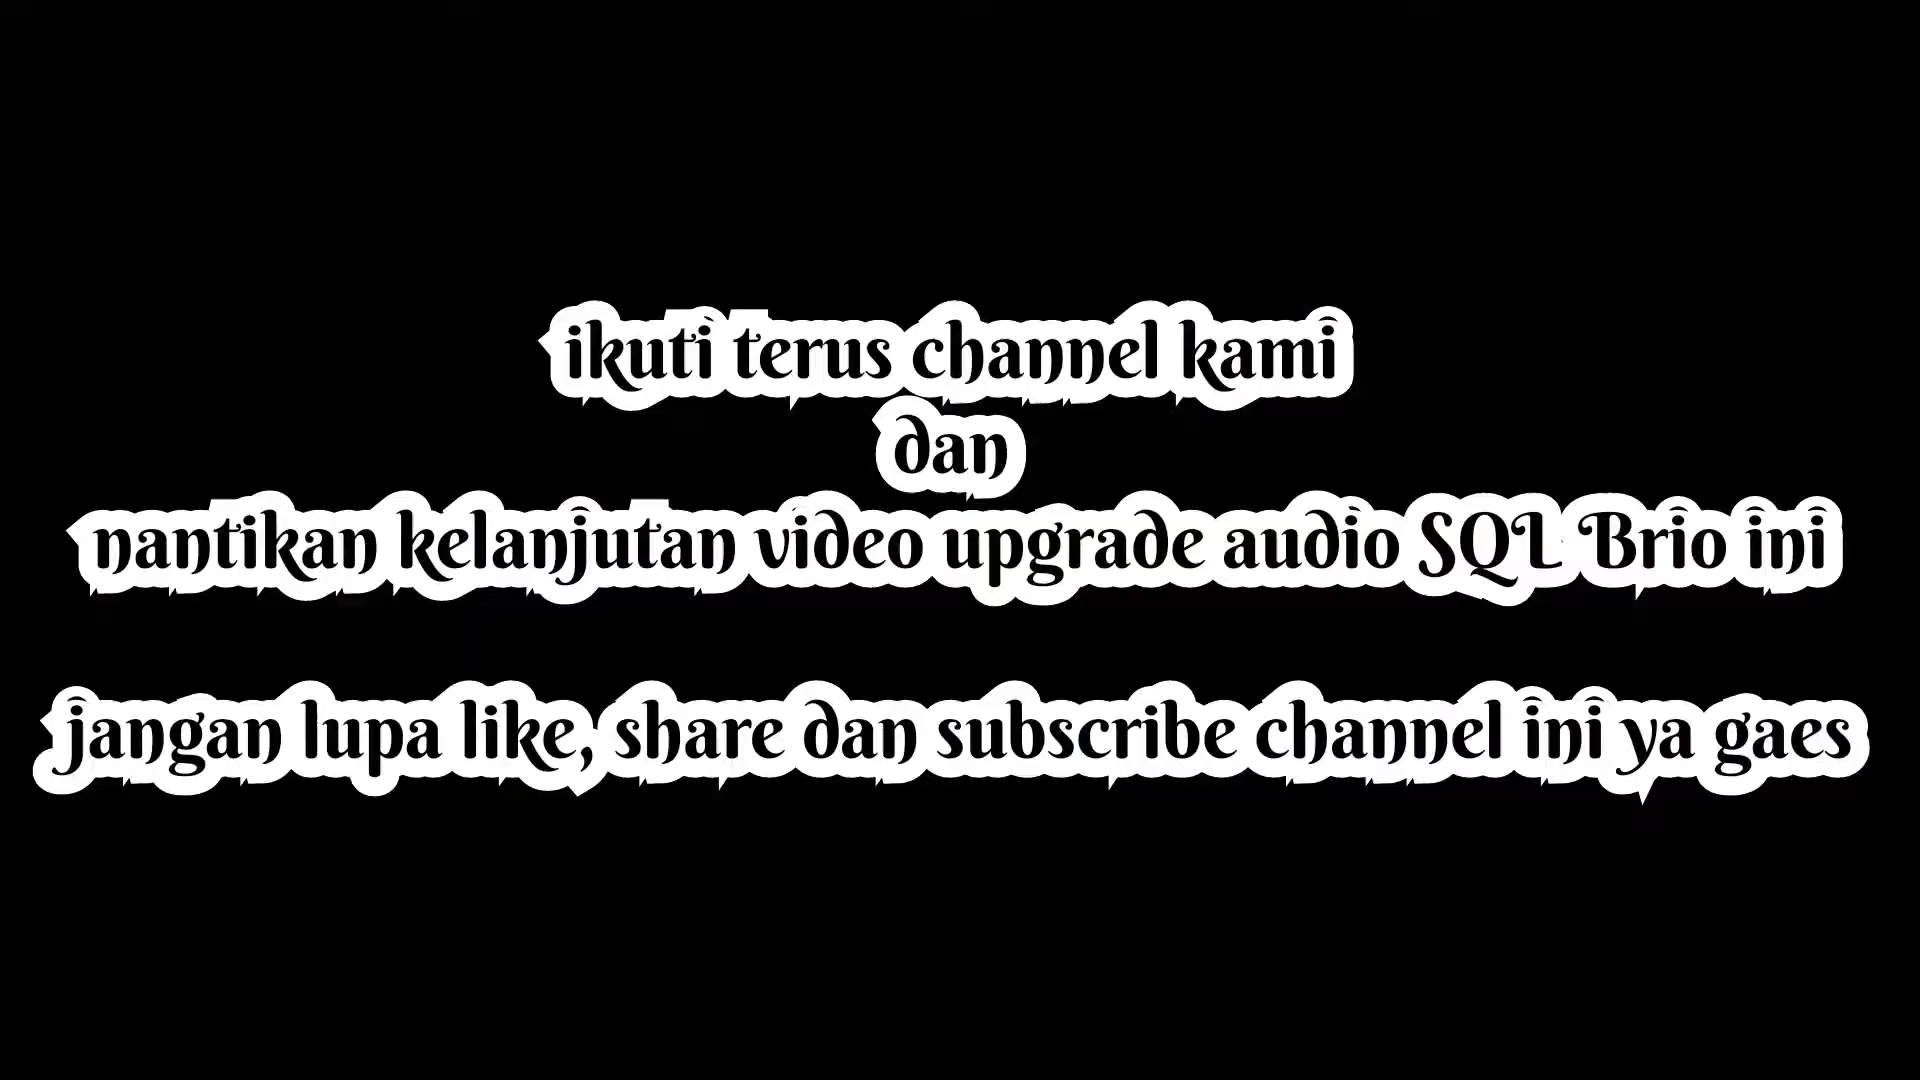 ikuti terus channel kami
dan
nantikan kelanjutan video upgrade audio SQL Brio ini
jangan lupa like, share dan subscribe channel ini ya gaes